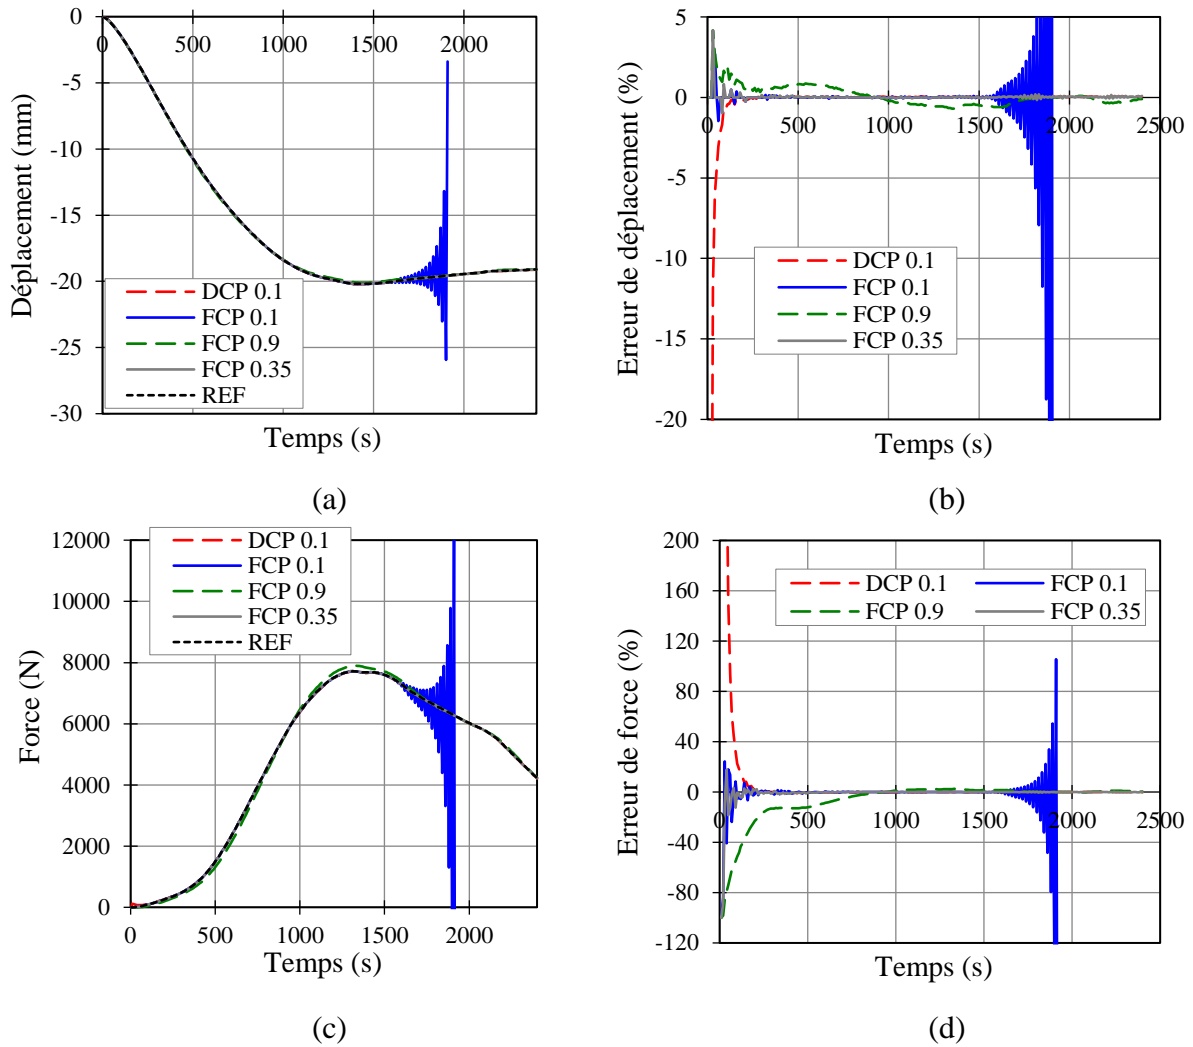 0
-5
-10
-15
-20
-25
-30
0 500 1000 1500 2000
Déplacement (mm)
Temps (s)
DCP 0.1
FCP 0.1
FCP 0.9
FCP 0.35
REF
(a)
5
0
-5
-10
-15
-20
0 500 1000 1500 2000 2500
Erreur de déplacement (%)
Temps (s)
DCP 0.1
FCP 0.1
FCP 0.9
FCP 0.35
(b)
12000
10000
8000
6000
4000
2000
0
0 500 1000 1500 2000
Force (N)
Temps (s)
DCP 0.1
FCP 0.1
FCP 0.9
FCP 0.35
REF
(c)
200
160
120
80
40
0
-40
-80
-120
0 500 1000 1500 2000 2500
Erreur de force (%)
Temps (s)
DCP 0.1 FCP 0.1
FCP 0.9 FCP 0.35
(d)